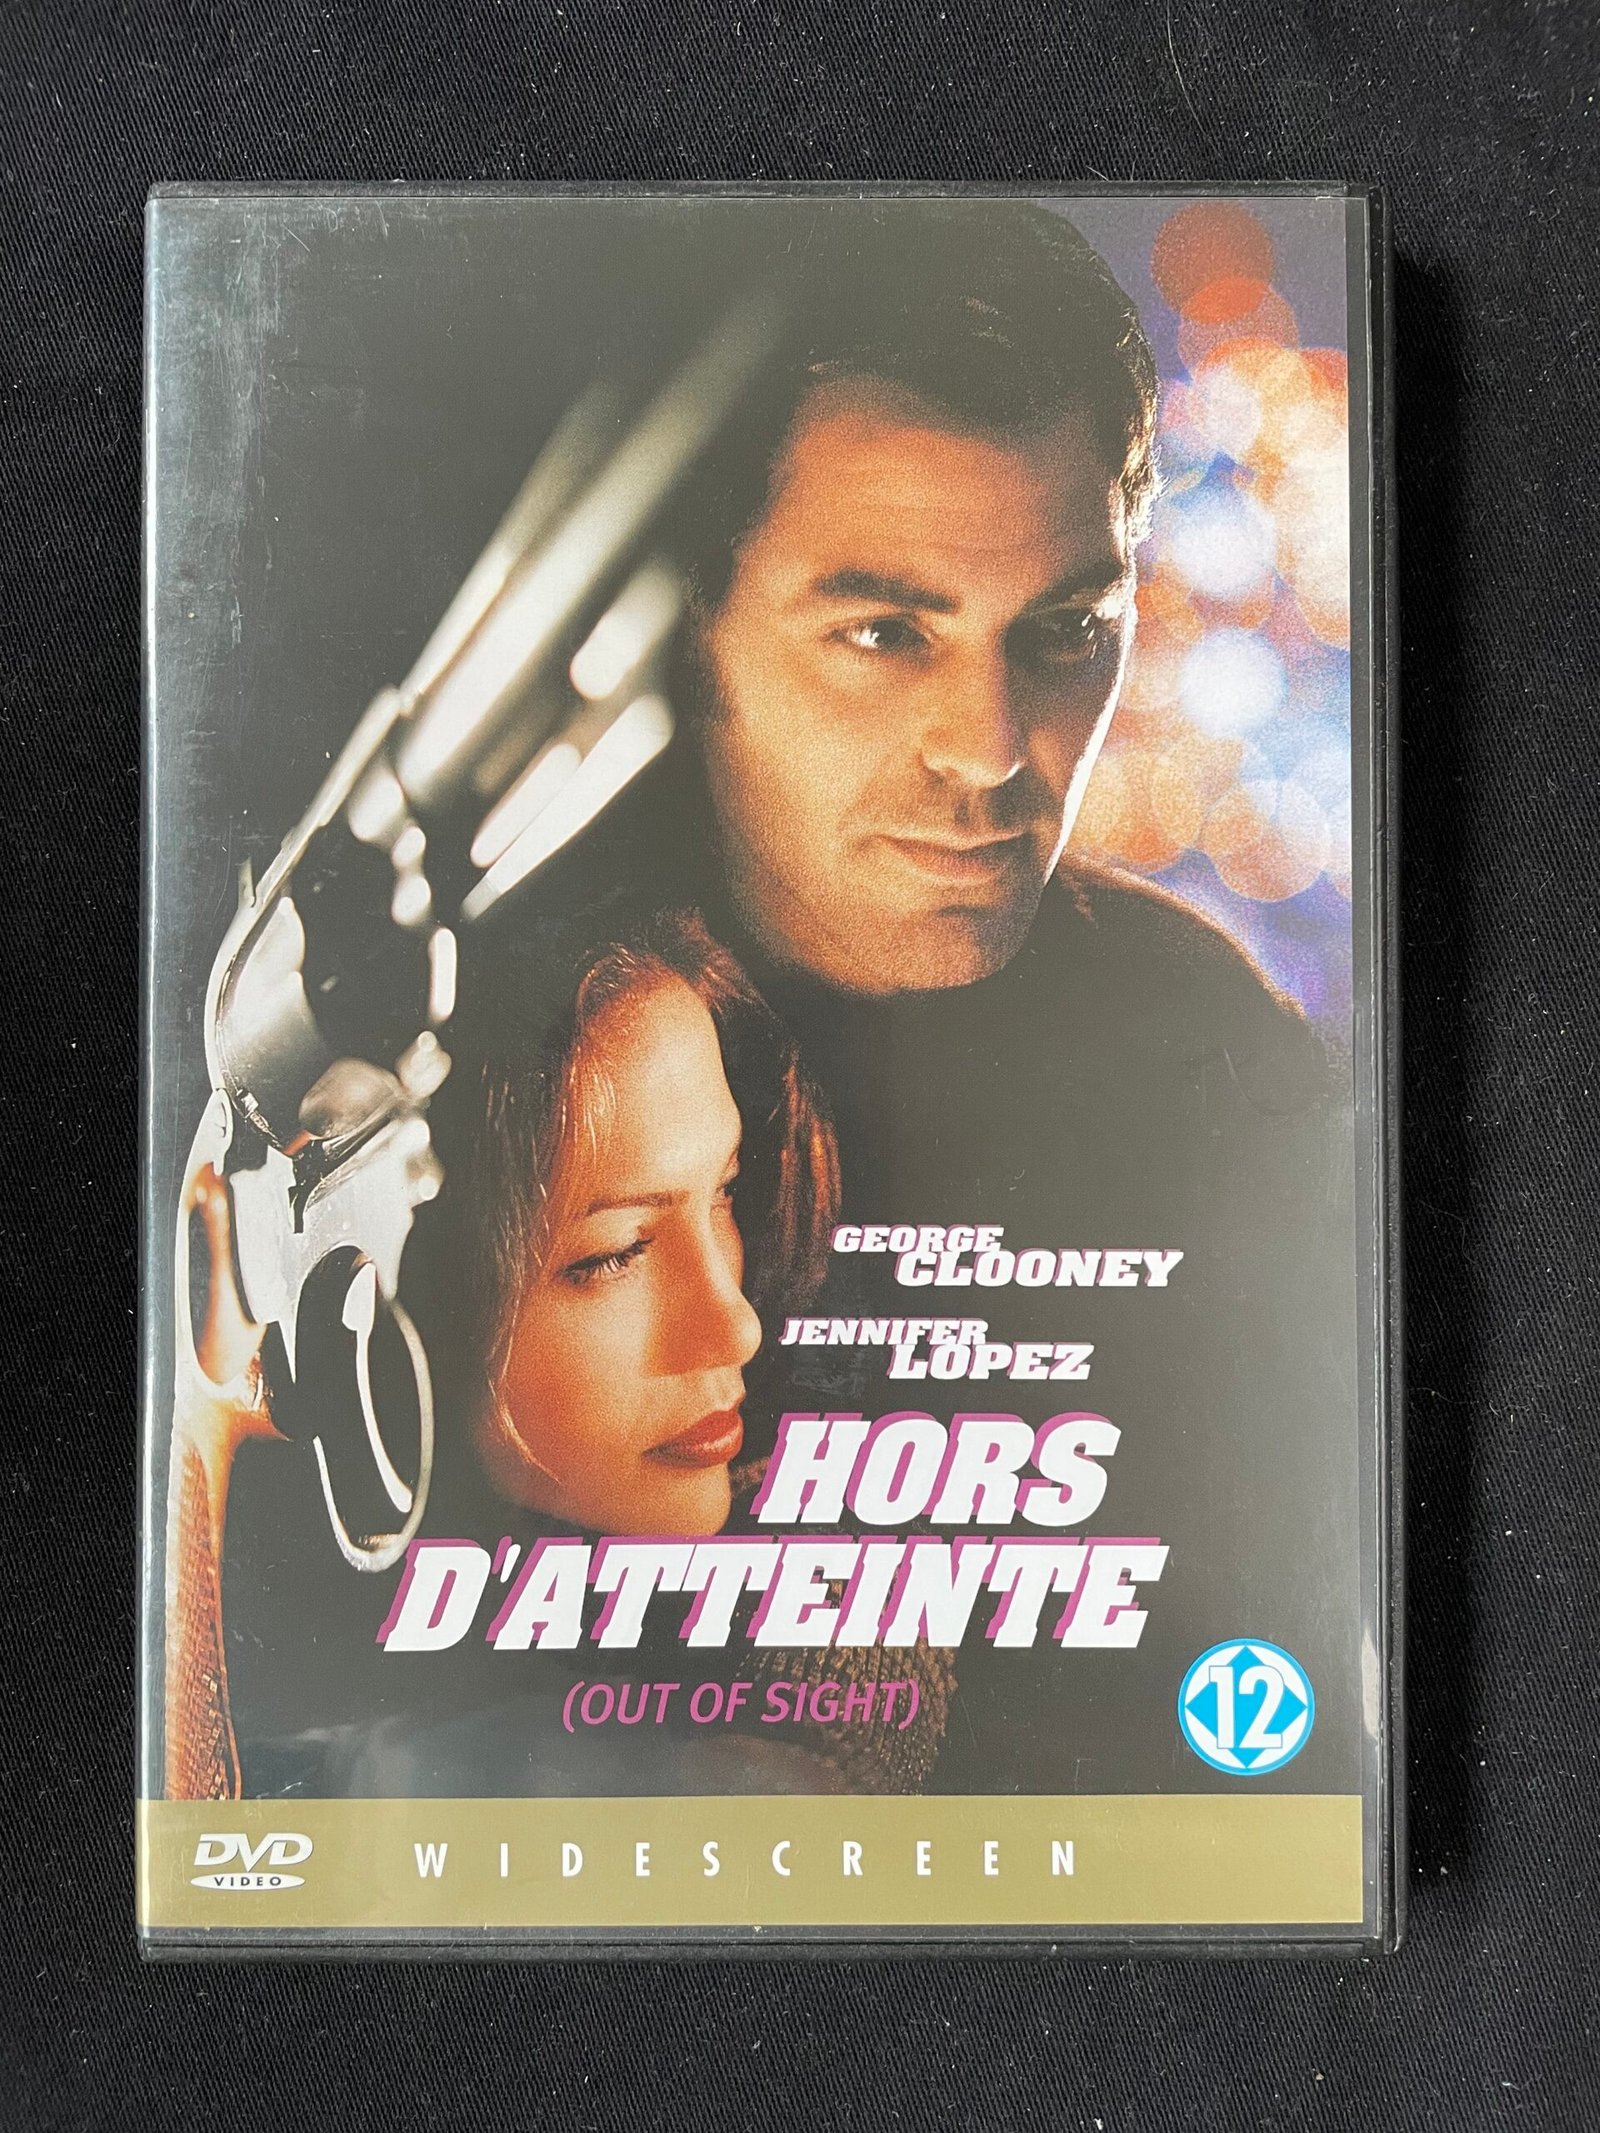 GEORGE
CLOONEY
JENNIFER
LOPEZ
HORS
D'ATTEINTE
(OUT OF SIGHT)
12
DVD
VIDEO
WIDESCREEN